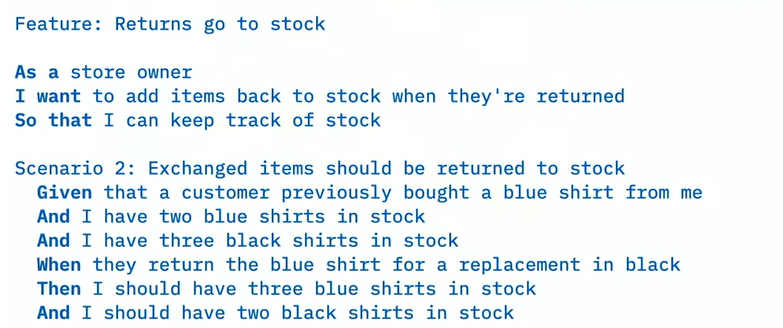 Feature: Returns go to stock
As a store owner
I want to add items back to stock when they're returned
So that I can keep track of stock
Scenario 2: Exchanged items should be returned to stock
Given that a customer previously bought a blue shirt from me
And I have two blue shirts in stock
And I have three black shirts in stock
When they return the blue shirt for a replacement in black
Then I should have three blue shirts in stock
And I should have two black shirts in stock